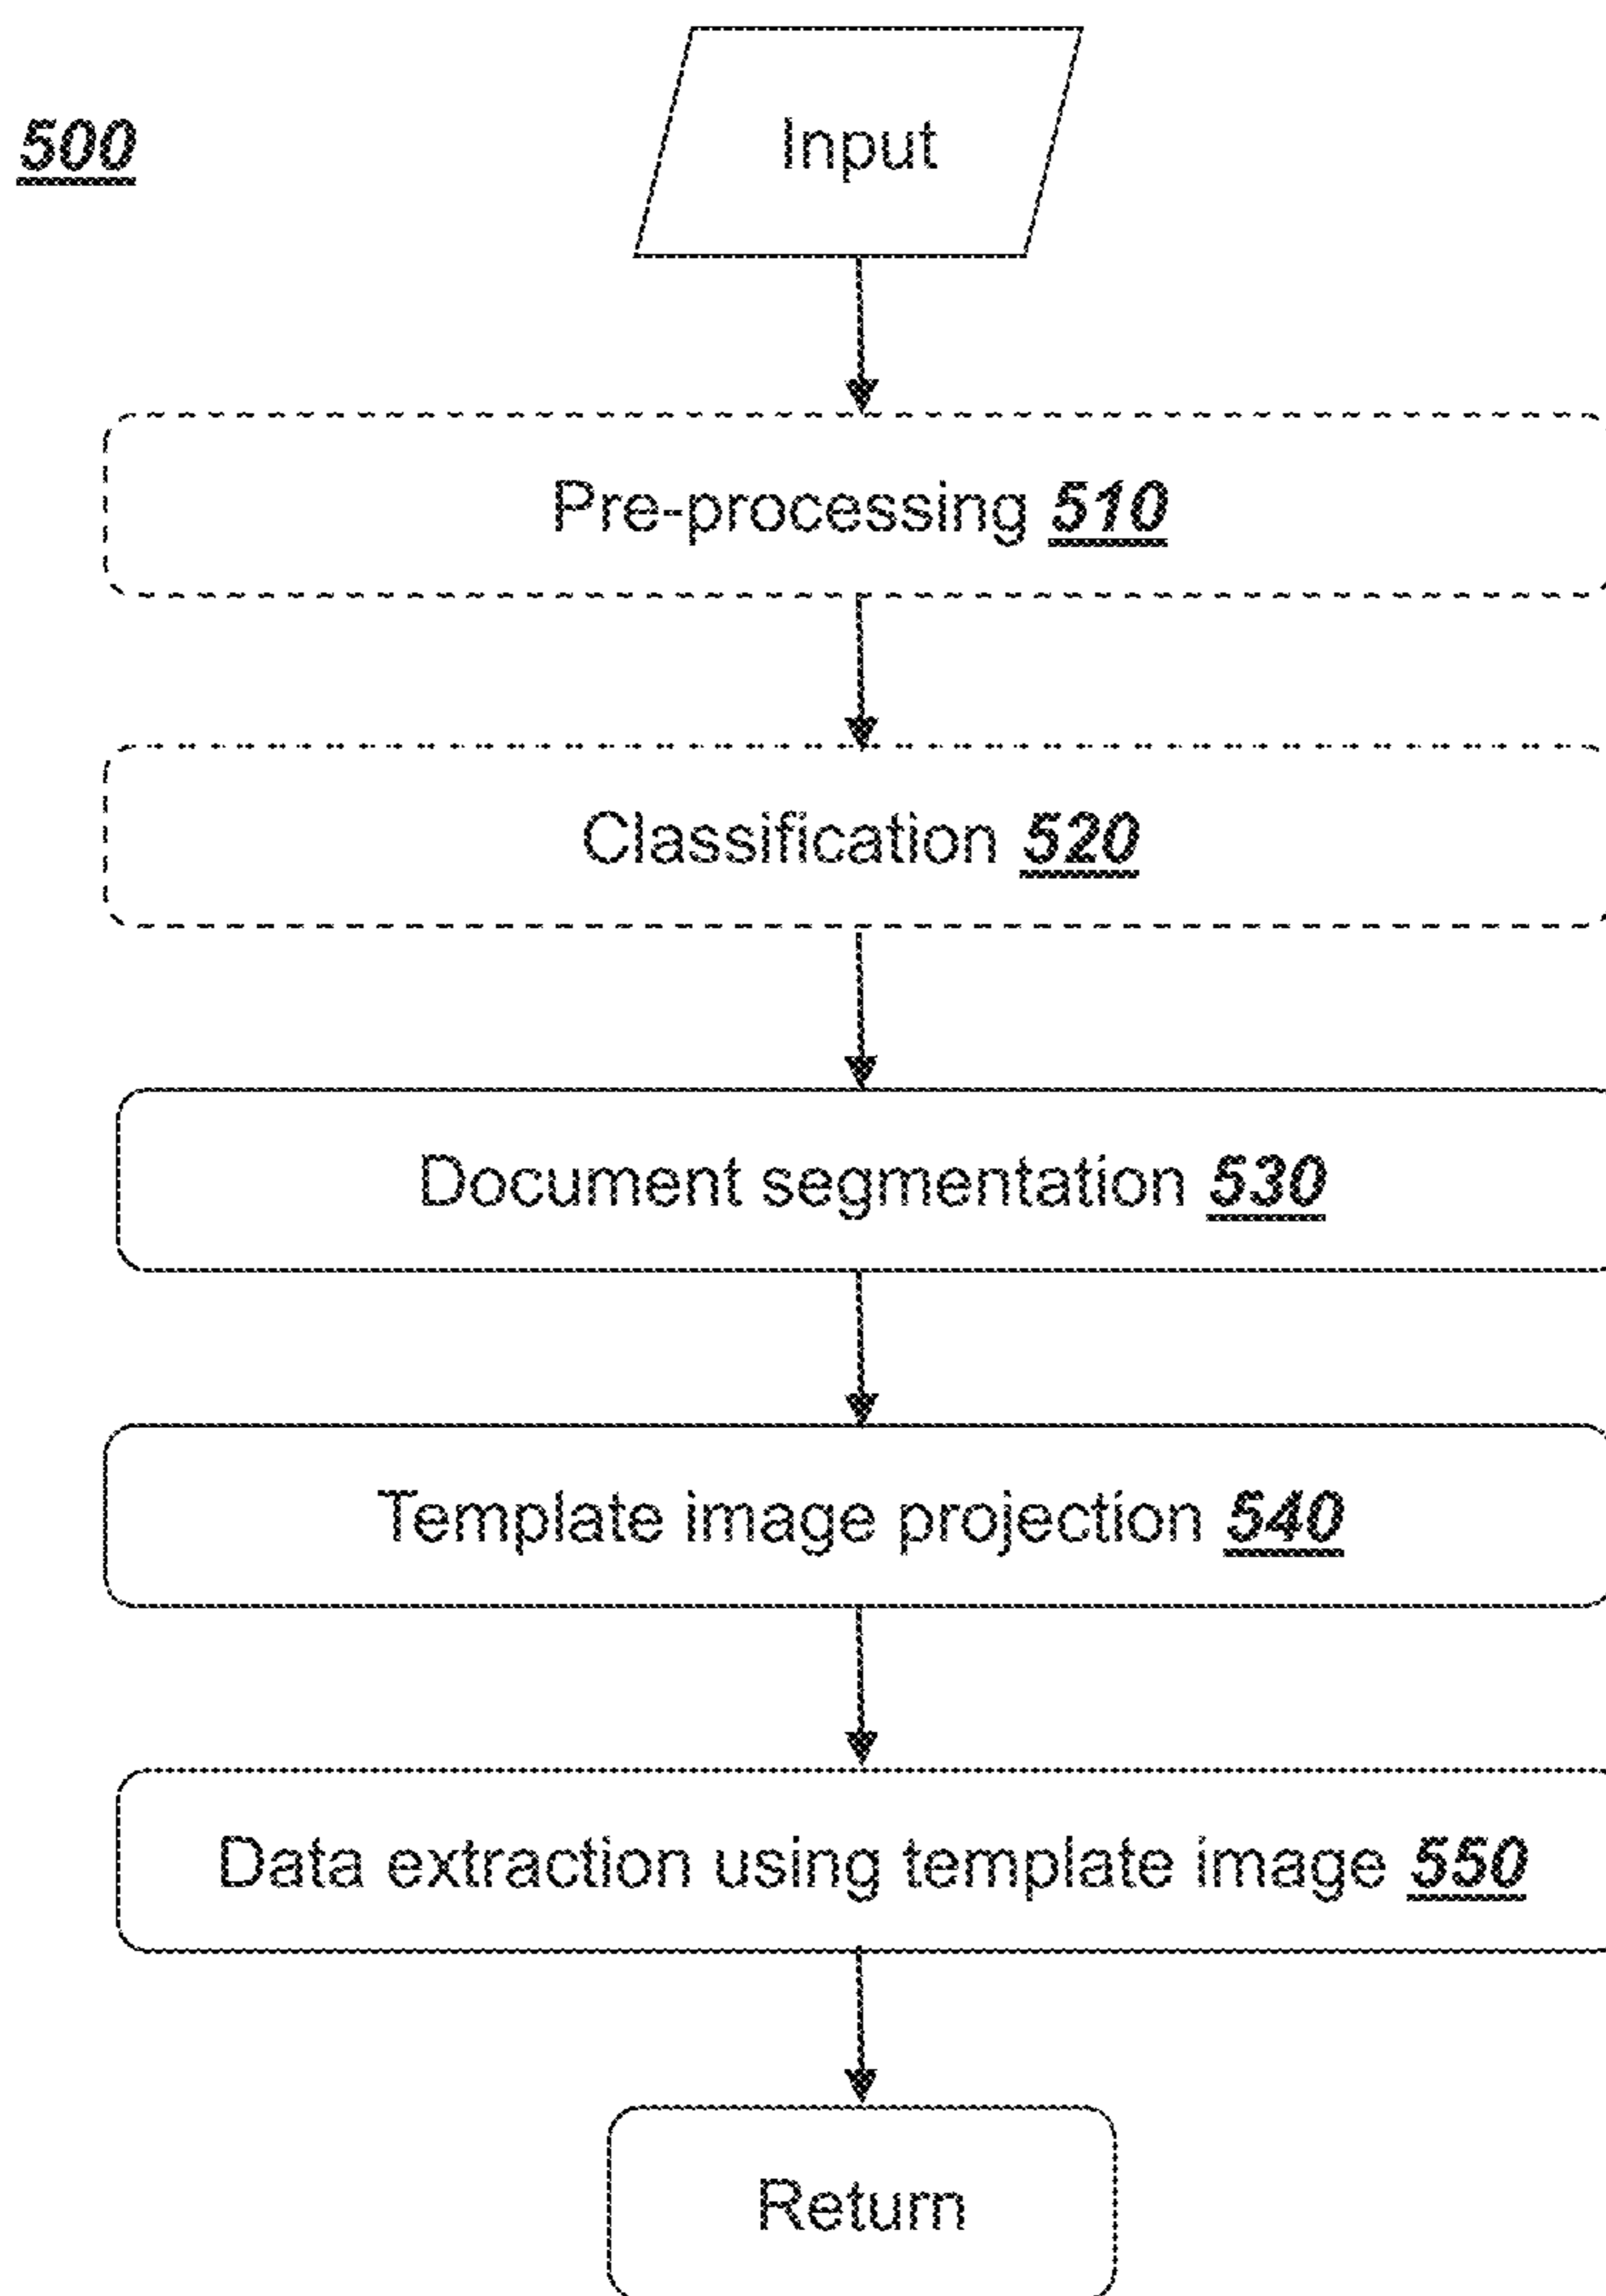 500
Input
Pre-processing 510
Classification 520
Document segmentation 530
Template image projection 540
Data extraction using template image 550
Return